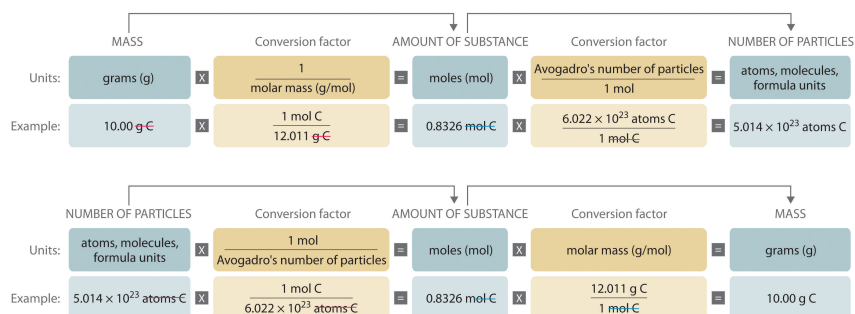 MASS Conversion factor AMOUNT OF SUBSTANCE Conversion factor NUMBER OF PARTICLES
Units: grams (g) X 1 / molar mass (g/mol) = moles (mol) X Avogadro's number of particles / 1 mol = atoms, molecules, formula units
Example: 10.00 g C X 1 mol C / 12.011 g C = 0.8326 mol C X 6.022 × 10²³ atoms C / 1 mol C = 5.014 × 10²³ atoms C
NUMBER OF PARTICLES Conversion factor AMOUNT OF SUBSTANCE Conversion factor MASS
Units: atoms, molecules, formula units X 1 mol / Avogadro's number of particles = moles (mol) X molar mass (g/mol) = grams (g)
Example: 5.014 × 10²³ atoms C X 1 mol C / 6.022 × 10²³ atoms C = 0.8326 mol C X 12.011 g C / 1 mol C = 10.00 g C